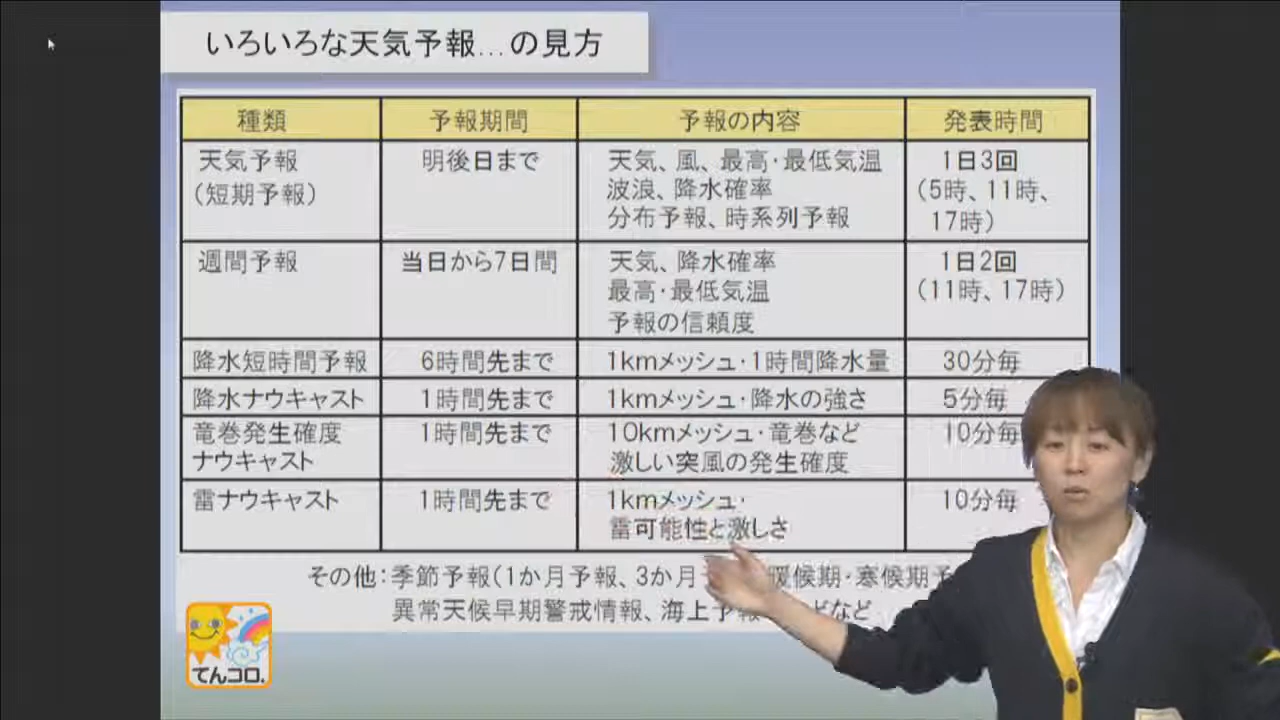 いろいろな天気予報…の見方
種類 予報期間 予報の内容 発表時間
天気予報 明後日まで 天気、風、最高・最低気温 1日3回
(短期予報) 波浪、降水確率 (5時、11時、
分布予報、時系列予報 17時)
週間予報 当日から7日間 天気、降水確率 1日2回
最高・最低気温 (11時、17時)
予報の信頼度
降水短時間予報 6時間先まで 1kmメッシュ・1時間降水量 30分毎
降水ナウキャスト 1時間先まで 1kmメッシュ・降水の強さ 5分毎
竜巻発生確度 1時間先まで 10kmメッシュ・竜巻など 10分毎
ナウキャスト 激しい突風の発生確度
雷ナウキャスト 1時間先まで 1kmメッシュ・ 10分毎
雷可能性と激しさ
その他：季節予報(1か月予報、3か月 暖候期・寒候期予
異常天候早期警戒情報、海上予報 などなど
てんコロ.